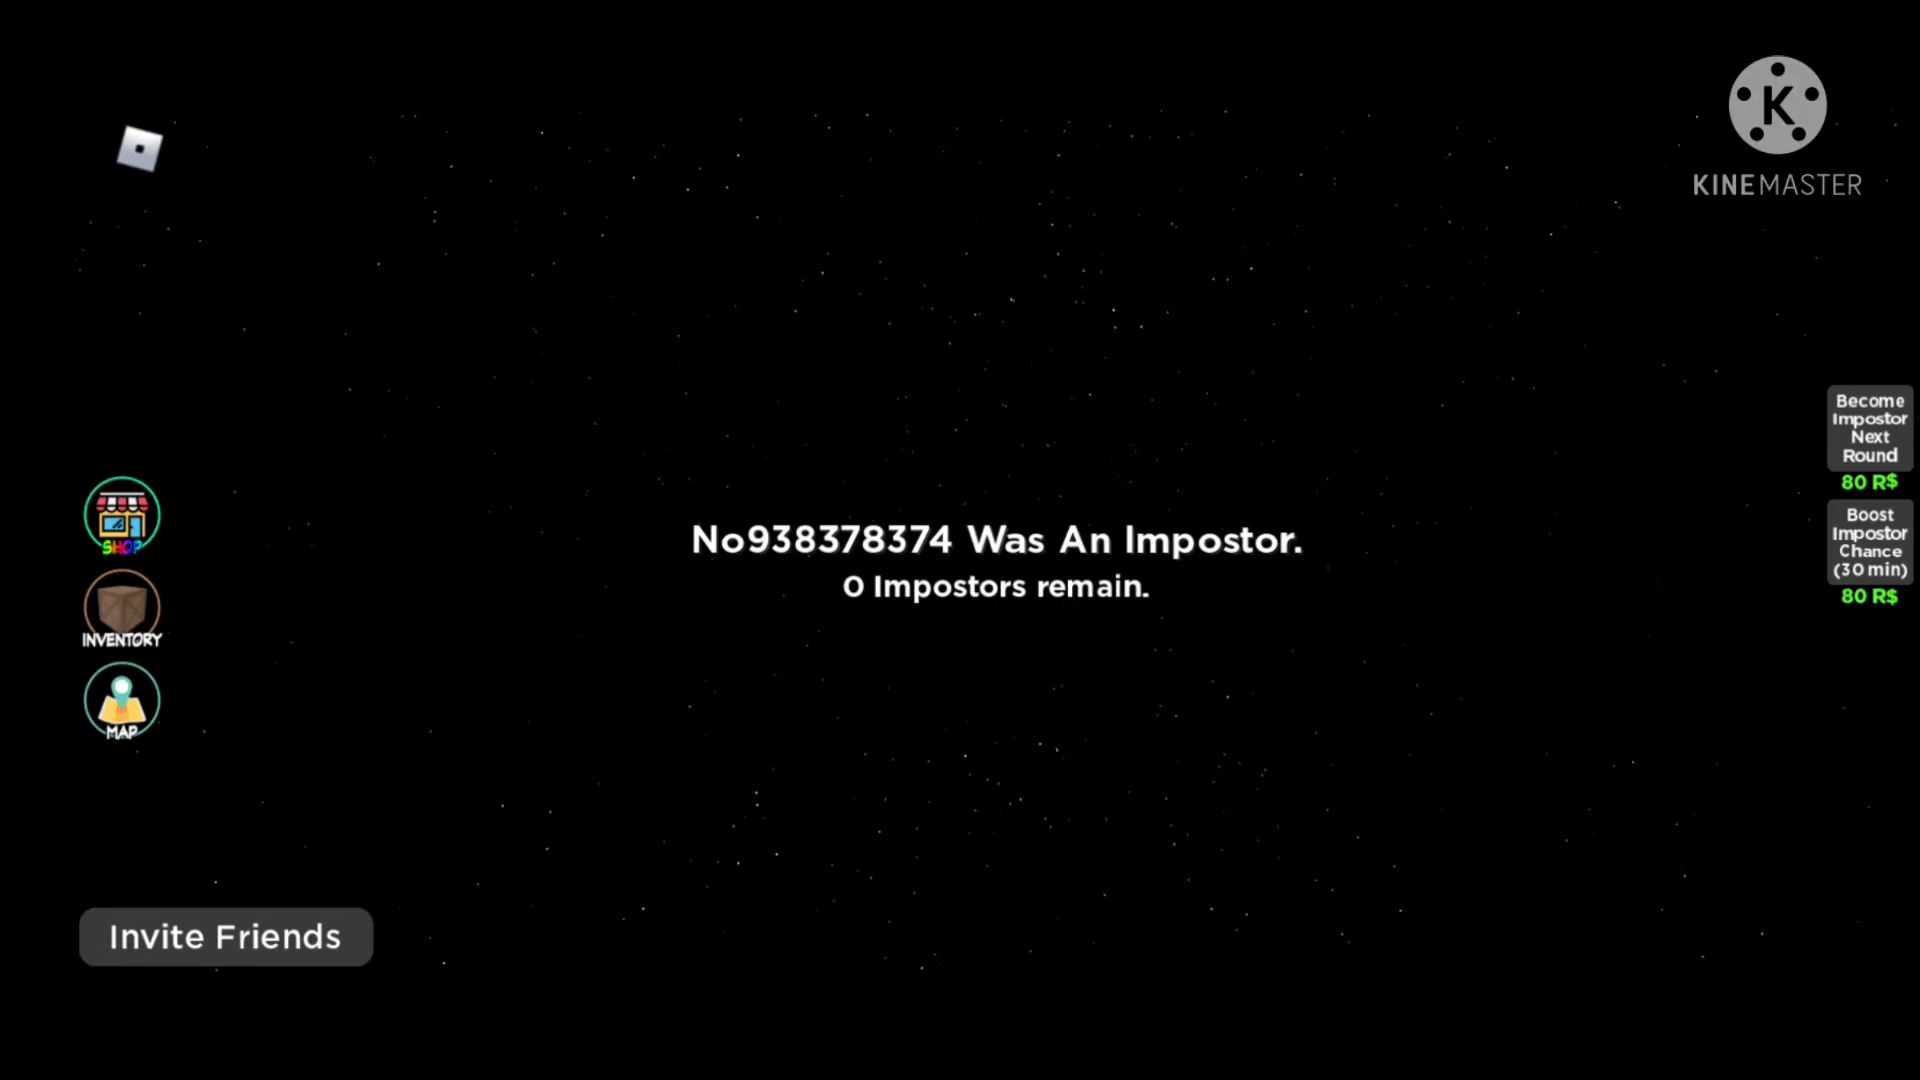 K
KINEMASTER
Become
Impostor
Next
Round
80 R$
Boost
Impostor
Chance
(30 min)
80 R$
SHOP
INVENTORY
MAP
No938378374 Was An Impostor.
0 Impostors remain.
Invite Friends